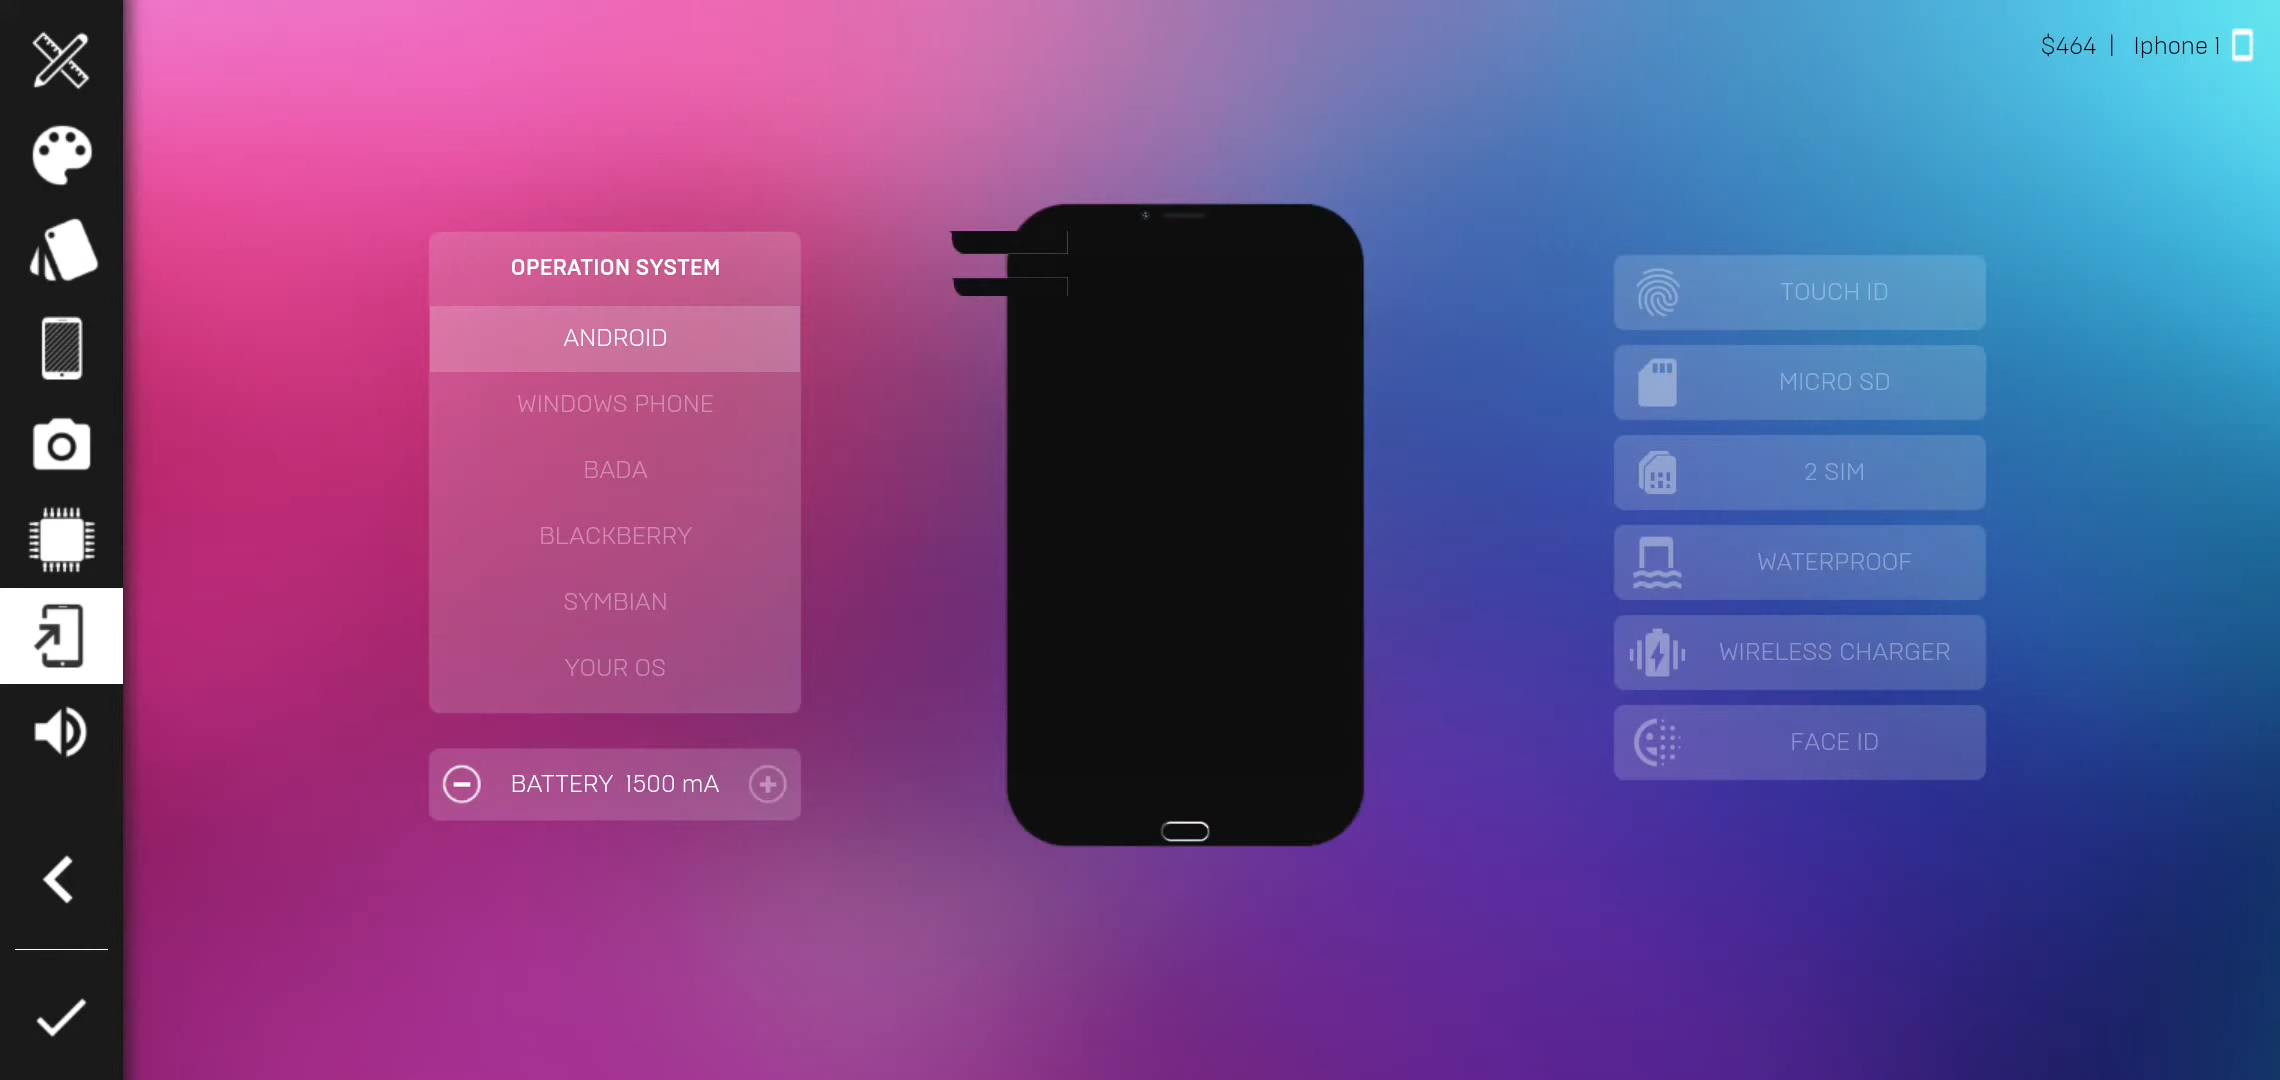 $464 | Iphone 1
OPERATION SYSTEM
ANDROID
WINDOWS PHONE
BADA
BLACKBERRY
SYMBIAN
YOUR OS
BATTERY 1500 mA
TOUCH ID
MICRO SD
2 SIM
WATERPROOF
WIRELESS CHARGER
FACE ID